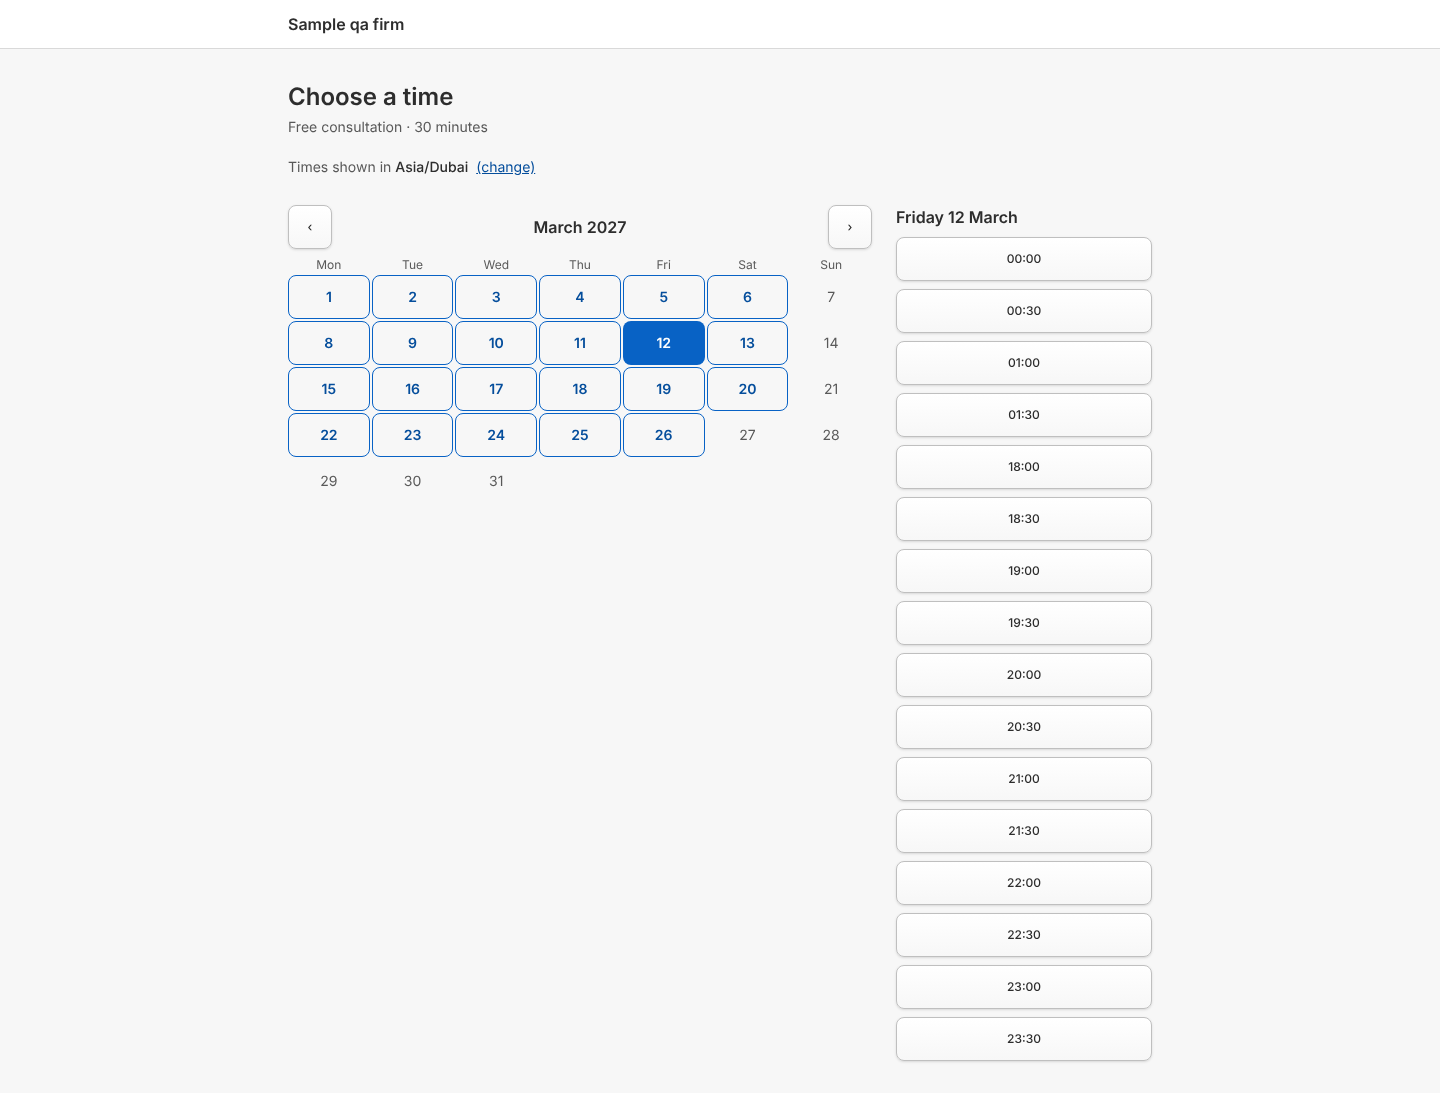 Sample qa firm
Choose a time
Free consultation · 30 minutes
Times shown in Asia/Dubai (change)
‹ March 2027 ›
Mon Tue Wed Thu Fri Sat Sun
1 2 3 4 5 6 7
8 9 10 11 12 13 14
15 16 17 18 19 20 21
22 23 24 25 26 27 28
29 30 31
Friday 12 March
00:00
00:30
01:00
01:30
18:00
18:30
19:00
19:30
20:00
20:30
21:00
21:30
22:00
22:30
23:00
23:30